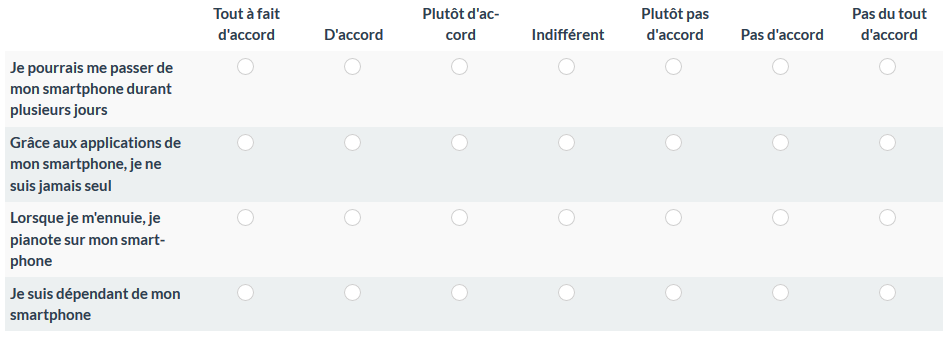 Tout à fait d'accord
D'accord
Plutôt d'ac-
cord
Indifférent
Plutôt pas d'accord
Pas d'accord
Pas du tout d'accord
Je pourrais me passer de
mon smartphone durant
plusieurs jours
Grâce aux applications de
mon smartphone, je ne
suis jamais seul
Lorsque je m'ennuie, je
pianote sur mon smart-
phone
Je suis dépendant de mon
smartphone